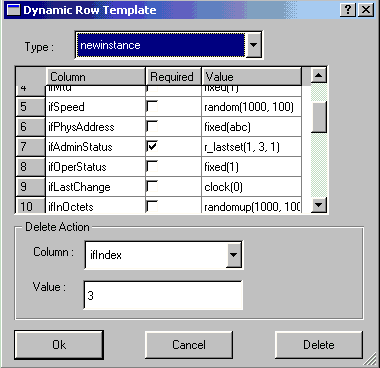 Dynamic Row Template
Type : newinstance
Column Required Value
4 ifMtu fixed(1)
5 ifSpeed random(1000, 100)
6 ifPhysAddress fixed(abc)
7 ifAdminStatus r_lastset(1, 3, 1)
8 ifOperStatus fixed(1)
9 ifLastChange clock(0)
10 ifInOctets randomup(1000, 100
Delete Action
Column : ifIndex
Value : 3
Ok Cancel Delete